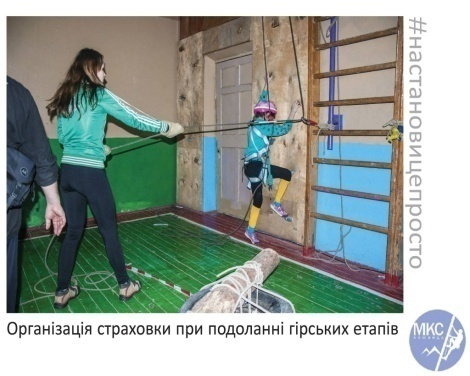 #настановицепросто
Організація страховки при подоланні гірських етапів
МКС